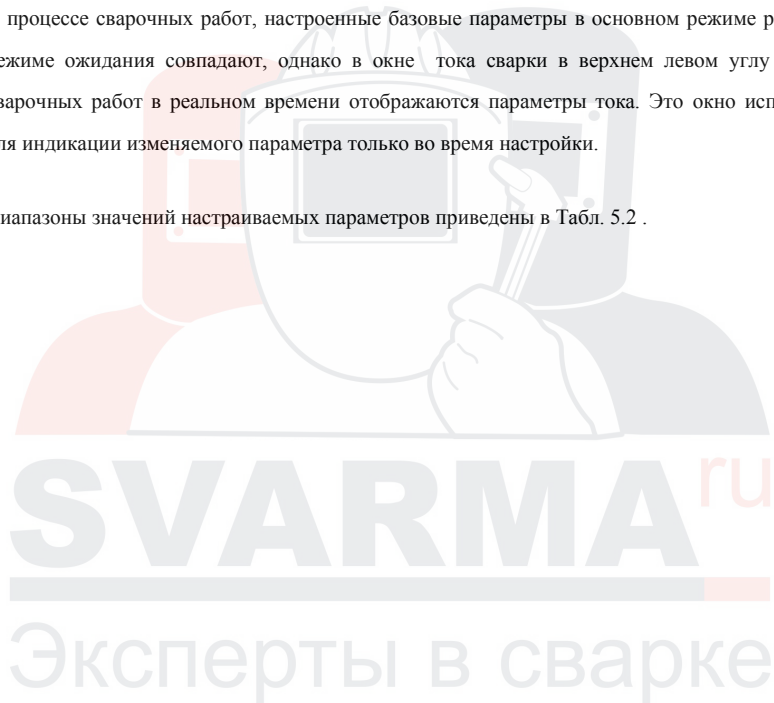 процессе сварочных работ, настроенные базовые параметры в основном режиме р
ежиме ожидания совпадают, однако в окне тока сварки в верхнем левом углу
варочных работ в реальном времени отображаются параметры тока. Это окно исп
ля индикации изменяемого параметра только во время настройки.
иапазоны значений настраиваемых параметров приведены в Табл. 5.2 .
SVARMA ru
Эксперты в сварке